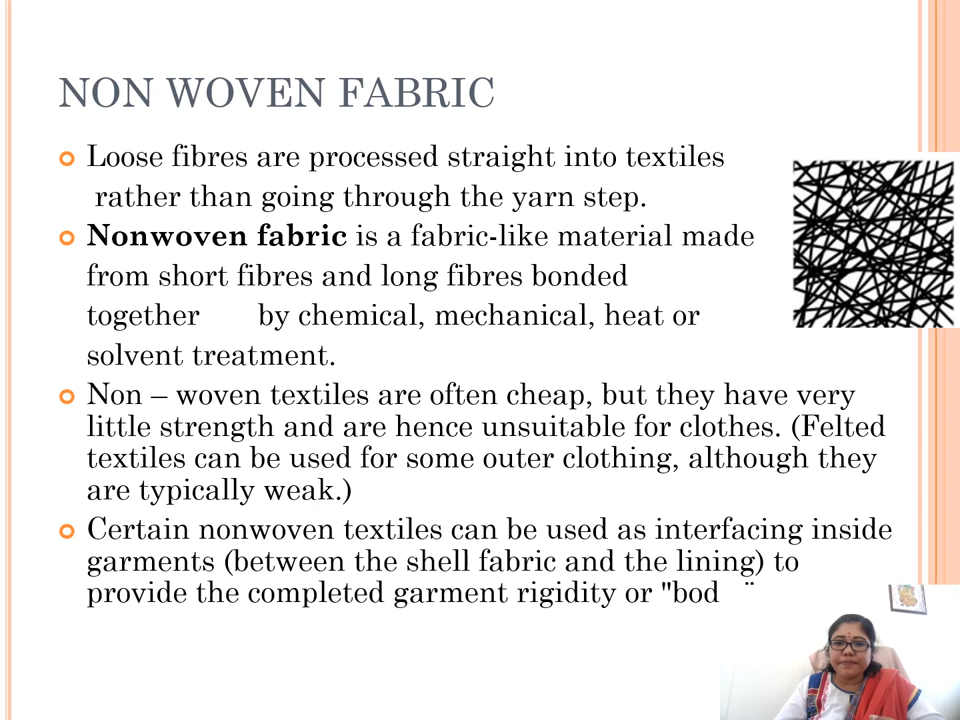 NON WOVEN FABRIC
Loose fibres are processed straight into textiles
rather than going through the yarn step.
Nonwoven fabric is a fabric-like material made
from short fibres and long fibres bonded
together by chemical, mechanical, heat or
solvent treatment.
Non – woven textiles are often cheap, but they have very
little strength and are hence unsuitable for clothes. (Felted
textiles can be used for some outer clothing, although they
are typically weak.)
Certain nonwoven textiles can be used as interfacing inside
garments (between the shell fabric and the lining) to
provide the completed garment rigidity or "bod